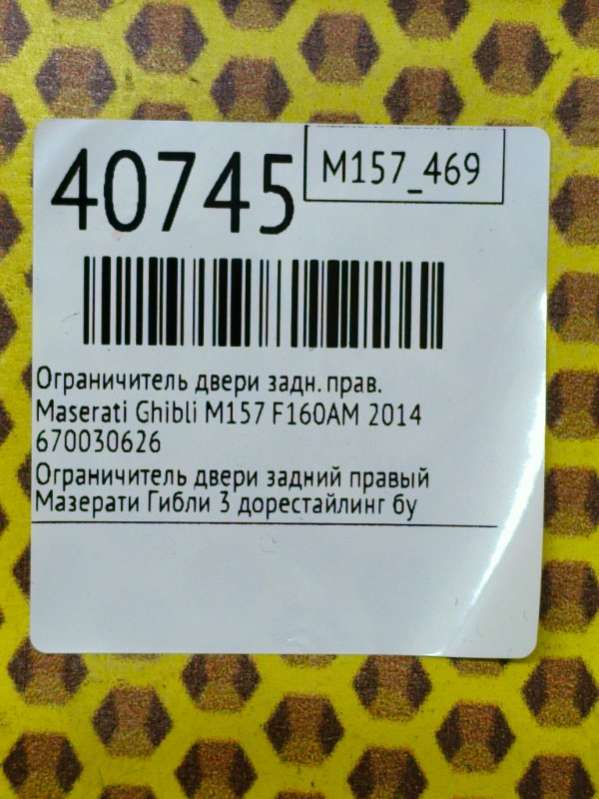 40745
M157_469
Ограничитель двери задн. прав.
Maserati Ghibli M157 F160AM 2014
670030626
Ограничитель двери задний правый
Мазерати Гибли 3 дорестайлинг бу